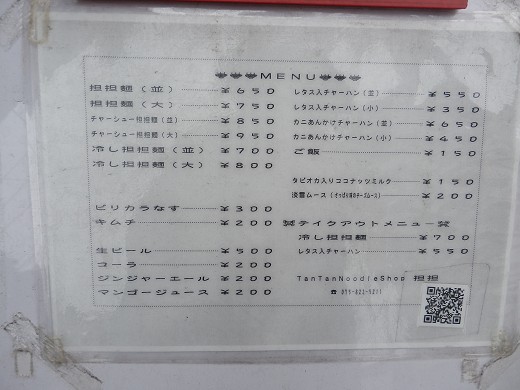 MENU
担担麺(並) ¥650
担担麺(大) ¥750
チャーシュー担担麺(並) ¥850
チャーシュー担担麺(大) ¥950
冷し担担麺(並) ¥700
冷し担担麺(大) ¥800
ピリカラなす ¥300
キムチ ¥200
生ビール ¥500
コーラ ¥200
ジンジャーエール ¥200
マンゴージュース ¥200
レタス入チャーハン(並) ¥550
レタス入チャーハン(小) ¥350
カニあんかけチャーハン(並) ¥650
カニあんかけチャーハン(小) ¥450
ご飯 ¥150
タピオカ入りココナッツミルク ¥150
淡雪ムース ¥200
テイクアウトメニュー
冷し担担麺 ¥700
レタス入チャーハン ¥550
TanTanNoodleShop 担担